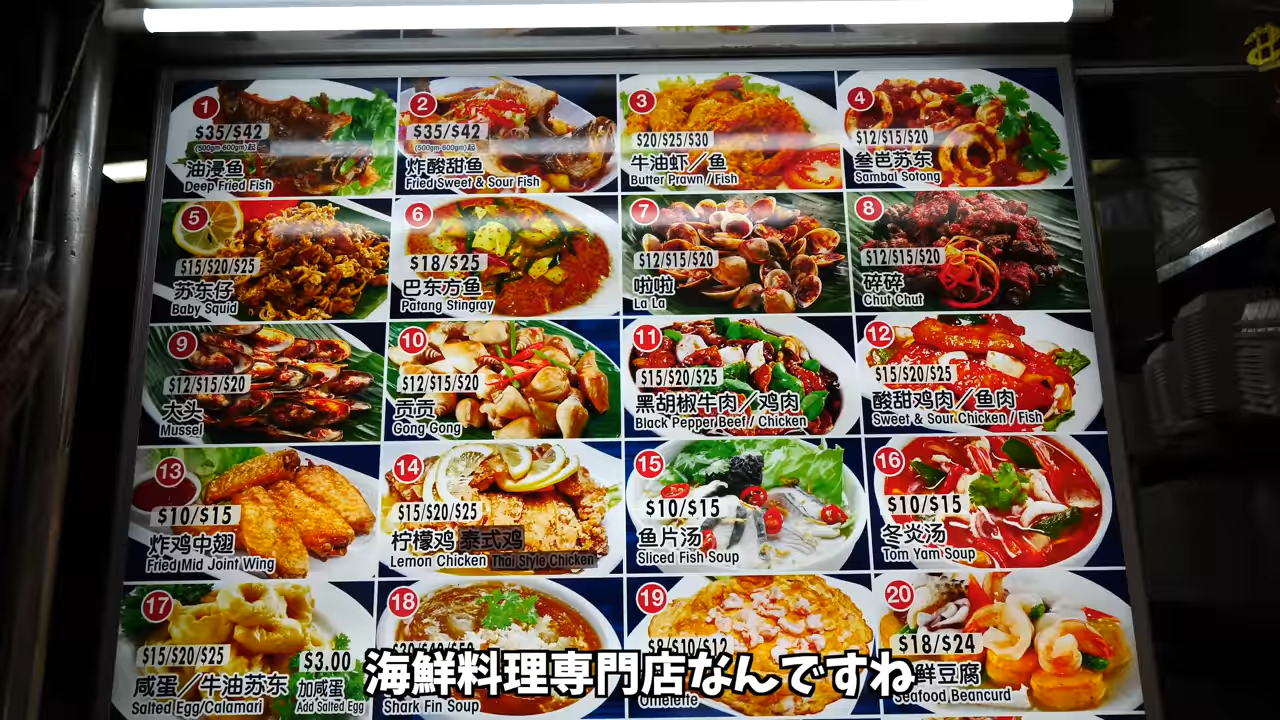 1
$35/$42
(500gm-600gm)起
油浸鱼
Deep Fried Fish
2
$35/$42
(500gm-600gm)起
炸酸甜鱼
Fried Sweet & Sour Fish
3
$20/$25/$30
牛油虾／鱼
Butter Prawn / Fish
4
$12/$15/$20
叁芭苏东
Sambal Sotong
5
$15/$20/$25
苏东仔
Baby Squid
6
$18/$25
巴东方鱼
Patang Stingray
7
$12/$15/$20
啦啦
La La
8
$12/$15/$20
碎碎
Chut Chut
9
$12/$15/$20
大头
Mussel
10
$12/$15/$20
贡贡
Gong Gong
11
$15/$20/$25
黑胡椒牛肉／鸡肉
Black Pepper Beef / Chicken
12
$15/$20/$25
酸甜鸡肉／鱼肉
Sweet & Sour Chicken / Fish
13
$10/$15
炸鸡中翅
Fried Mid Joint Wing
14
$15/$20/$25
柠檬鸡 泰式鸡
Lemon Chicken Thai Style Chicken
15
$10/$15
鱼片汤
Sliced Fish Soup
16
$10/$15
冬炎汤
Tom Yam Soup
17
$15/$20/$25
咸蛋／牛油苏东
Salted Egg/Calamari
$3.00
加咸蛋
Add Salted Egg
18
Shark Fin Soup
19
$8/$10/$12
Omelette
20
$18/$24
鲜豆腐
Seafood Beancurd
海鮮料理専門店なんですね